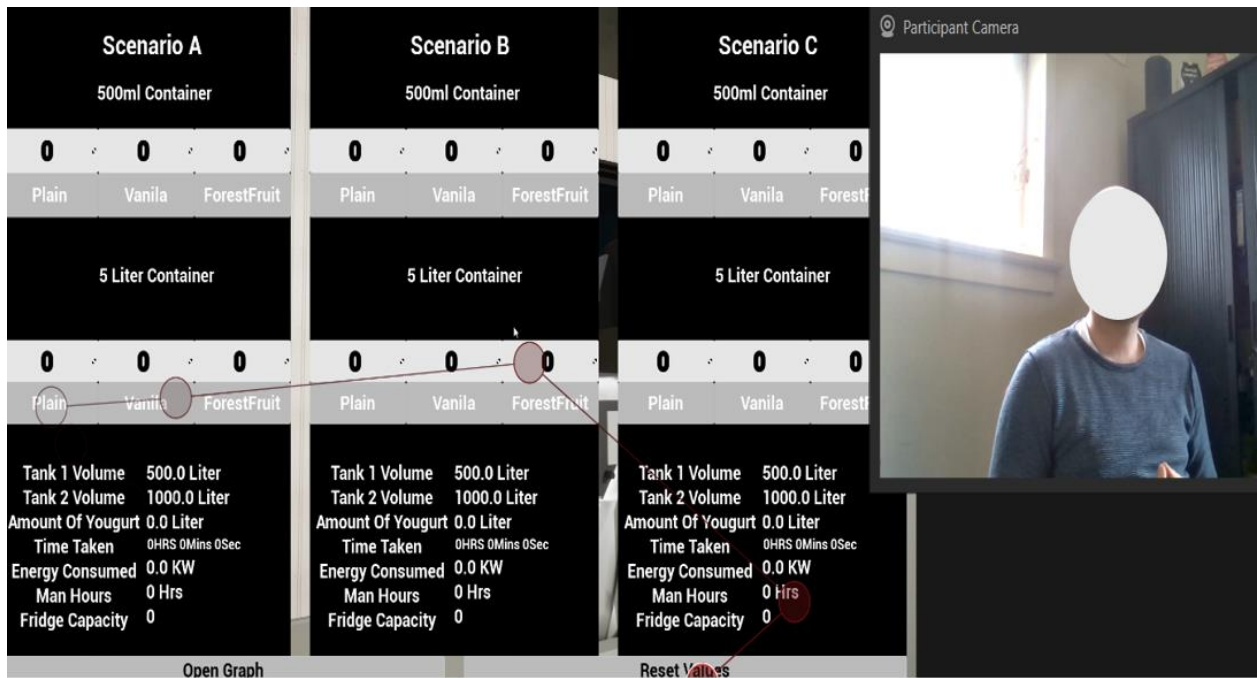 Scenario A
500ml Container
0 0 0
Plain Vanila ForestFruit
5 Liter Container
0 0 0
Plain Vanila ForestFruit
Tank 1 Volume 500.0 Liter
Tank 2 Volume 1000.0 Liter
Amount Of Yougurt 0.0 Liter
Time Taken 0HRS 0Mins 0Sec
Energy Consumed 0.0 KW
Man Hours 0 Hrs
Fridge Capacity 0
Scenario B
500ml Container
0 0 0
Plain Vanila ForestFruit
5 Liter Container
0 0 0
Plain Vanila ForestFruit
Tank 1 Volume 500.0 Liter
Tank 2 Volume 1000.0 Liter
Amount Of Yougurt 0.0 Liter
Time Taken 0HRS 0Mins 0Sec
Energy Consumed 0.0 KW
Man Hours 0 Hrs
Fridge Capacity 0
Scenario C
500ml Container
0 0 0
Plain Vanila Forest
5 Liter Container
0 0 0
Plain Vanila Forest
Tank 1 Volume 500.0 Liter
Tank 2 Volume 1000.0 Liter
Amount Of Yougurt 0.0 Liter
Time Taken 0HRS 0Mins 0Sec
Energy Consumed 0.0 KW
Man Hours 0 Hrs
Fridge Capacity 0
Open Graph
Reset Values
Participant Camera